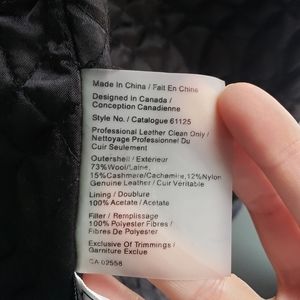 Made In China / Fait En Chine
Designed In Canada /
Conception Canadienne
Style No. / Catalogue 61125
Professional Leather Clean Only /
Nettoyage Professionnel Du
Cuir Seulement
Outershell / Extérieur
73%Wool/Laine,
15%Cashmere/Cachemire,12%Nylon
Genuine Leather / Cuir Veritable
Lining / Doublure
100% Acetate / Acetate
Filler / Remplissage
100% Polyester Fibres /
Fibres De Polyester
Exclusive Of Trimmings /
Garniture Exclue
CA 02558